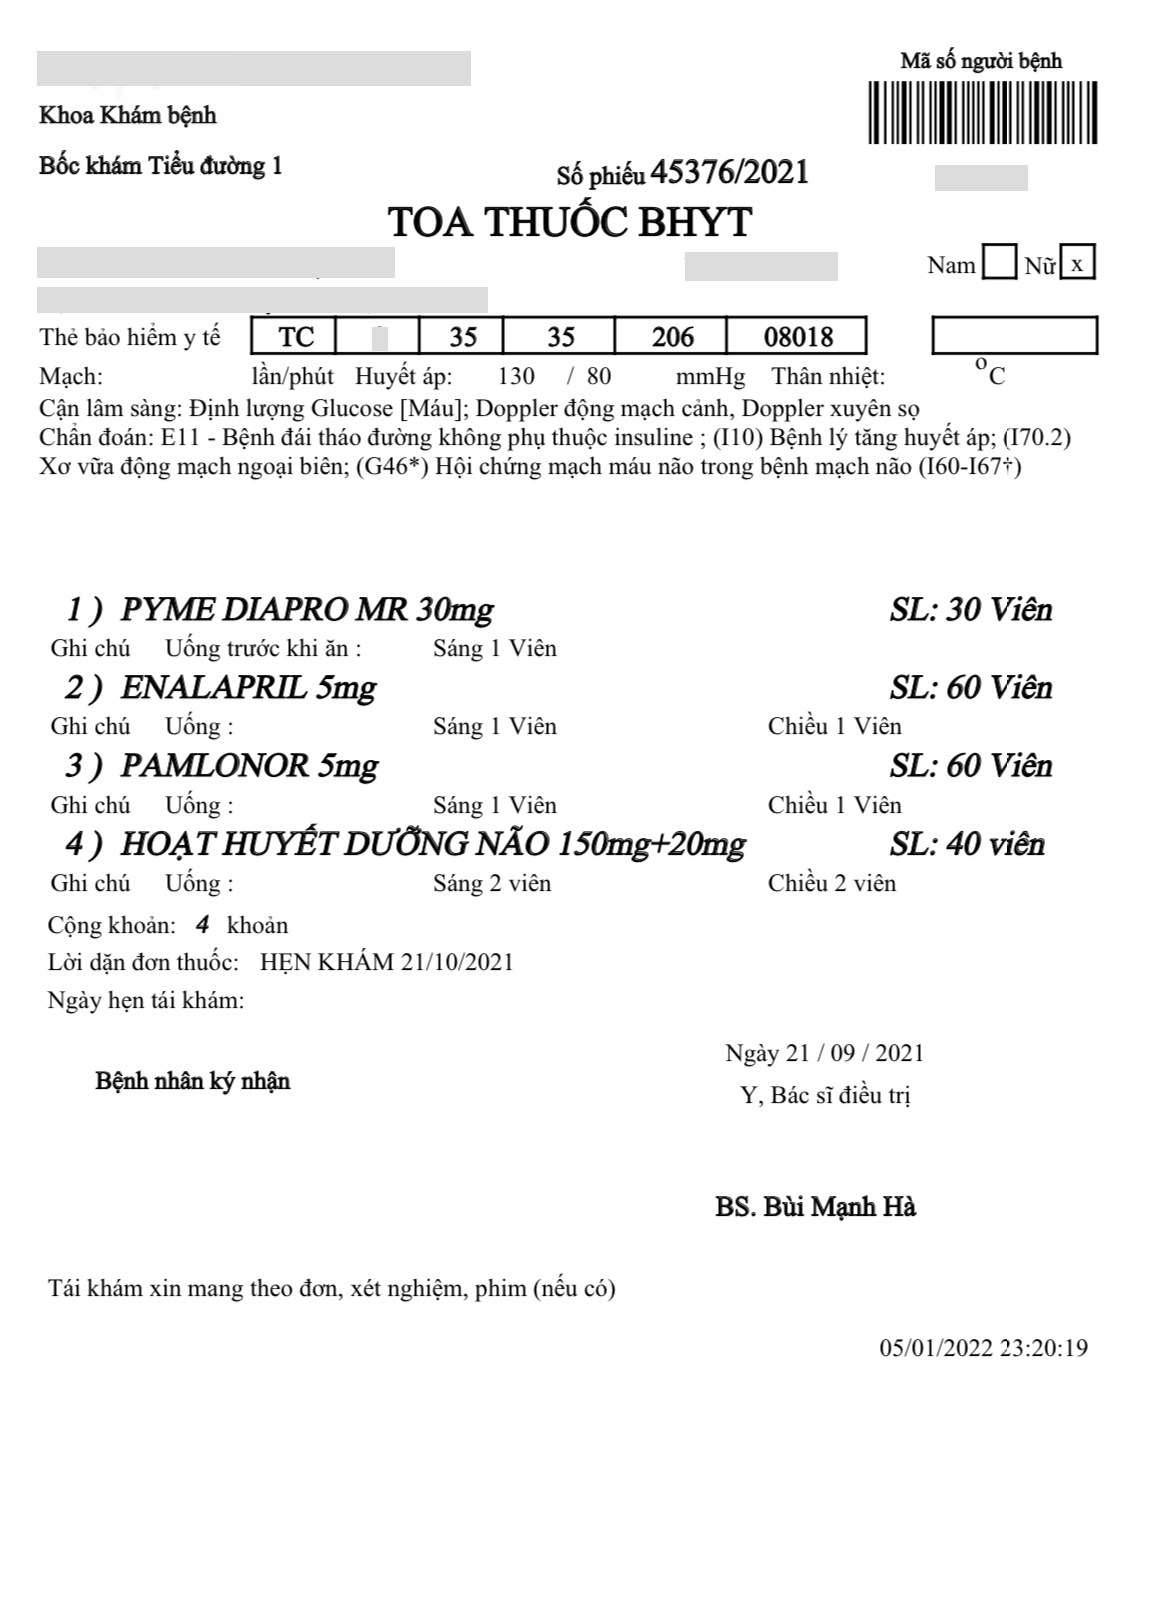 Mã số người bệnh
Khoa Khám bệnh
Bốc khám Tiểu đường 1
Số phiếu 45376/2021
TOA THUỐC BHYT
Nam Nữ x
Thẻ bảo hiểm y tế TC 35 35 206 08018
Mạch: lần/phút Huyết áp: 130 / 80 mmHg Thân nhiệt: °C
Cận lâm sàng: Định lượng Glucose [Máu]; Doppler động mạch cảnh, Doppler xuyên sọ
Chẩn đoán: E11 - Bệnh đái tháo đường không phụ thuộc insuline ; (I10) Bệnh lý tăng huyết áp; (I70.2)
Xơ vữa động mạch ngoại biên; (G46*) Hội chứng mạch máu não trong bệnh mạch não (I60-I67†)
1 ) PYME DIAPRO MR 30mg SL: 30 Viên
Ghi chú Uống trước khi ăn : Sáng 1 Viên
2 ) ENALAPRIL 5mg SL: 60 Viên
Ghi chú Uống : Sáng 1 Viên Chiều 1 Viên
3 ) PAMLONOR 5mg SL: 60 Viên
Ghi chú Uống : Sáng 1 Viên Chiều 1 Viên
4 ) HOẠT HUYẾT DƯỠNG NÃO 150mg+20mg SL: 40 viên
Ghi chú Uống : Sáng 2 viên Chiều 2 viên
Cộng khoản: 4 khoản
Lời dặn đơn thuốc: HẸN KHÁM 21/10/2021
Ngày hẹn tái khám:
Ngày 21 / 09 / 2021
Bệnh nhân ký nhận
Y, Bác sĩ điều trị
BS. Bùi Mạnh Hà
Tái khám xin mang theo đơn, xét nghiệm, phim (nếu có)
05/01/2022 23:20:19